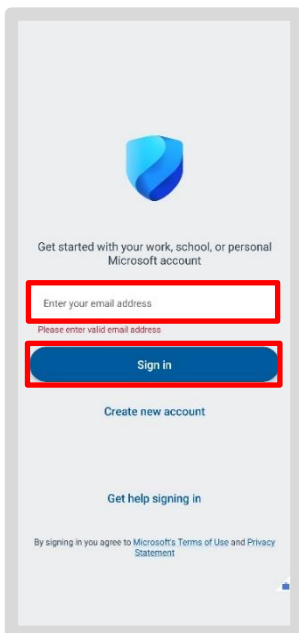 Get started with your work, school, or personal
Microsoft account
Enter your email address
Please enter valid email address
Sign in
Create new account
Get help signing in
By signing in you agree to Microsoft's Terms of Use and Privacy
Statement